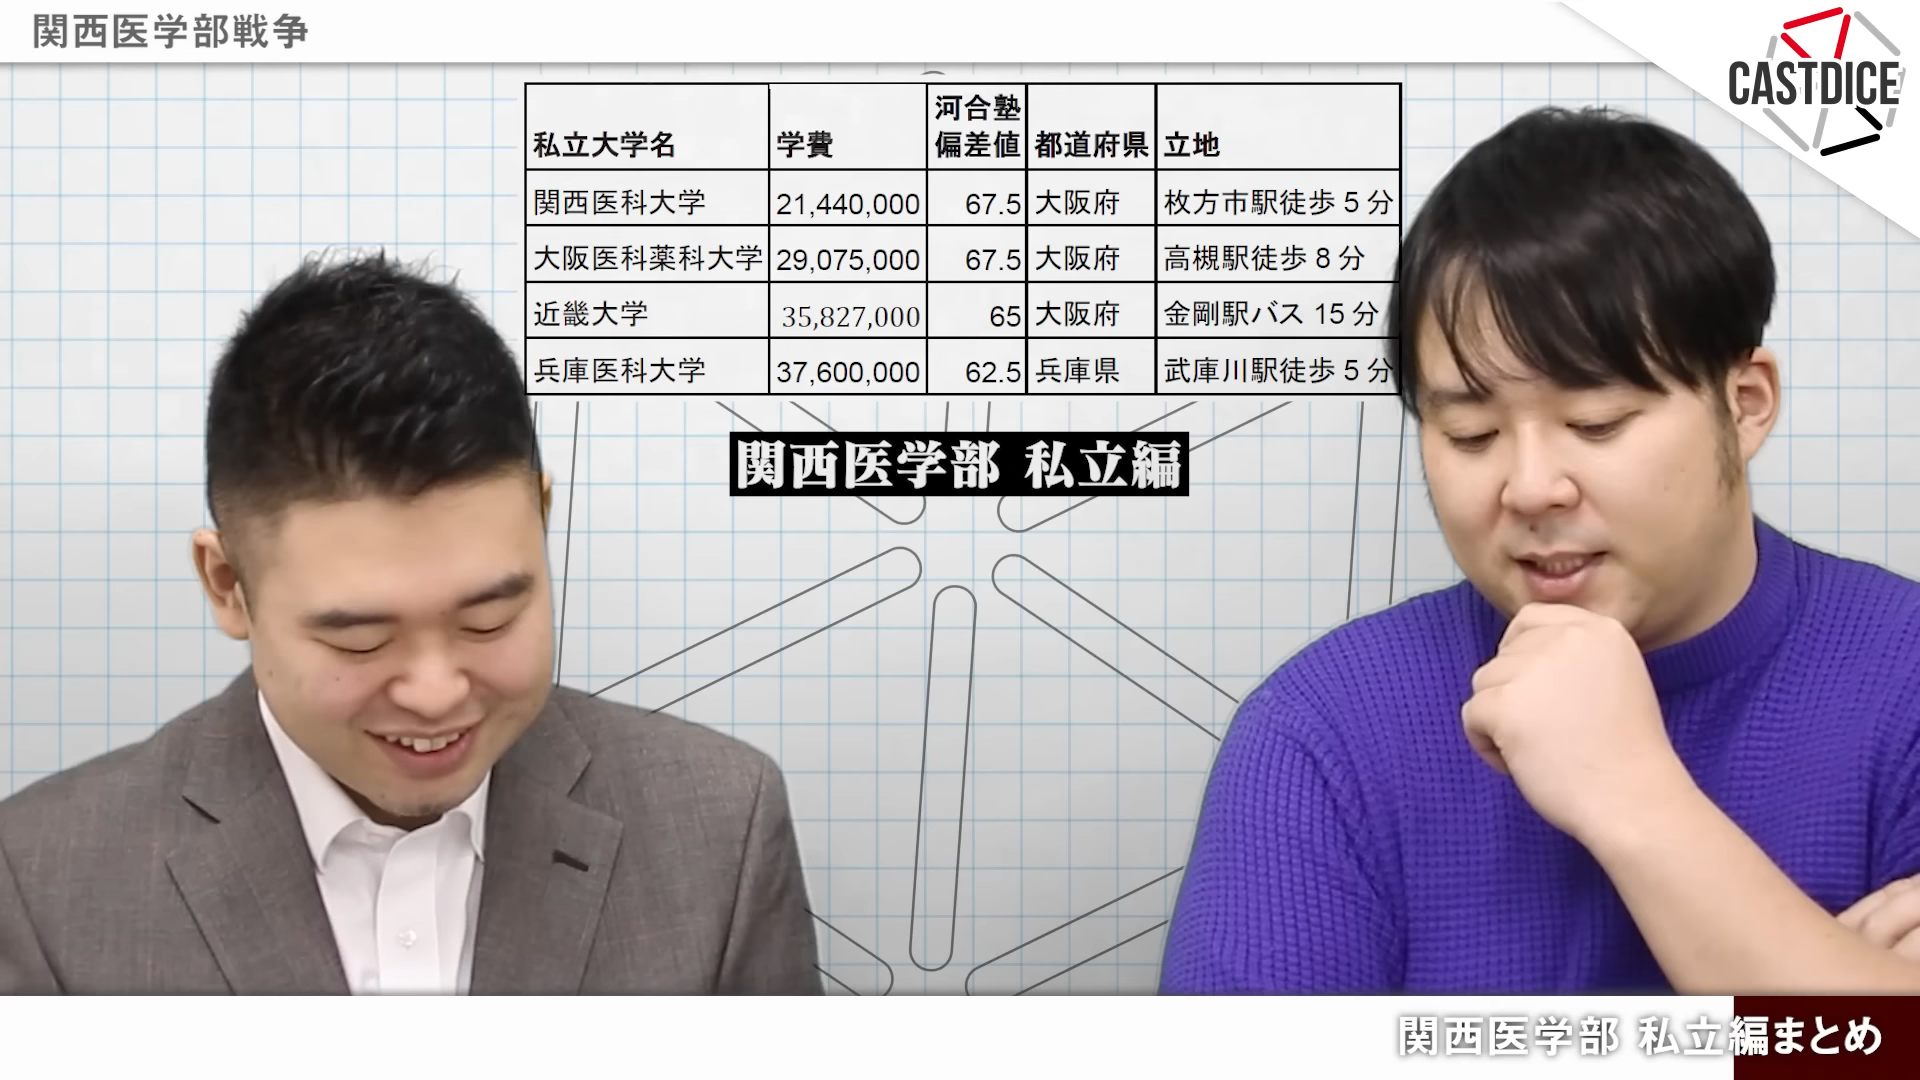 関西医学部戦争
CASTDICE
私立大学名 学費 河合塾偏差値 都道府県 立地
関西医科大学 21,440,000 67.5 大阪府 枚方市駅徒歩5分
大阪医科薬科大学 29,075,000 67.5 大阪府 高槻駅徒歩8分
近畿大学 35,827,000 65 大阪府 金剛駅バス15分
兵庫医科大学 37,600,000 62.5 兵庫県 武庫川駅徒歩5分
関西医学部 私立編
関西医学部 私立編まとめ